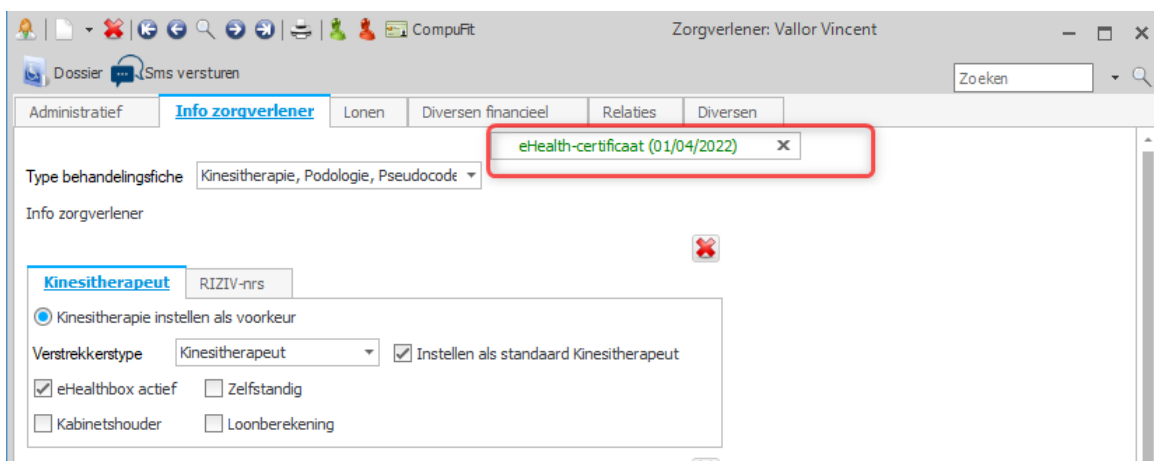 CompuFit Zorgverlener: Vallor Vincent
Dossier Sms versturen Zoeken
Administratief Info zorgverlener Lonen Diversen financieel Relaties Diversen
eHealth-certificaat (01/04/2022)
Type behandelingsfiche Kinesitherapie, Podologie, Pseudocode
Info zorgverlener
Kinesitherapeut RIZIV-nrs
Kinesitherapie instellen als voorkeur
Verstrekkerstype Kinesitherapeut Instellen als standaard Kinesitherapeut
eHealthbox actief Zelfstandig
Kabinetshouder Loonberekening